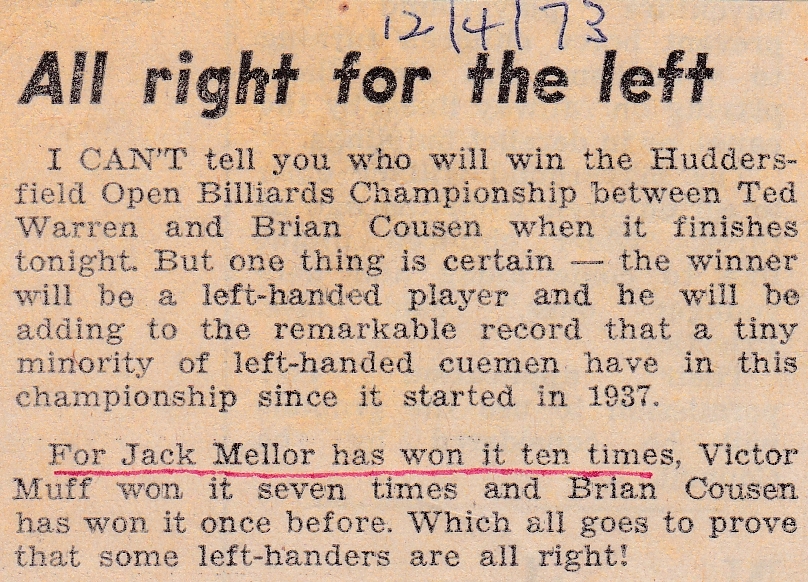 12/4/73
All right for the left
I CAN'T tell you who will win the Hudders-
field Open Billiards Championship between Ted
Warren and Brian Cousen when it finishes
tonight. But one thing is certain — the winner
will be a left-handed player and he will be
adding to the remarkable record that a tiny
minority of left-handed cuemen have in this
championship since it started in 1937.
For Jack Mellor has won it ten times, Victor
Muff won it seven times and Brian Cousen
has won it once before. Which all goes to prove
that some left-handers are all right!